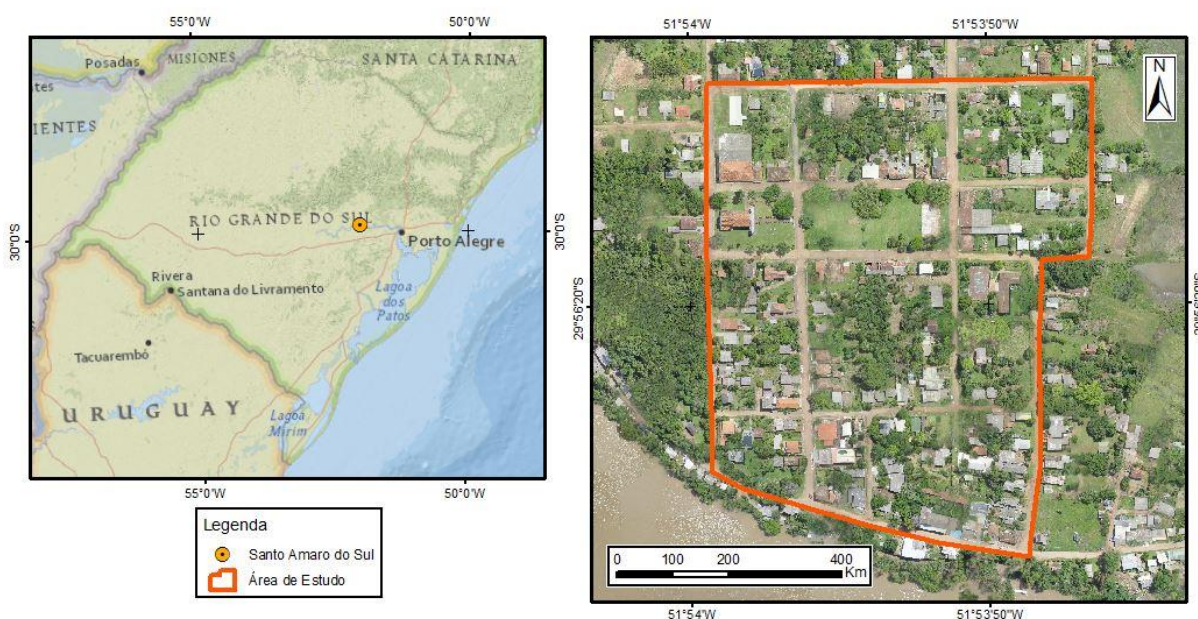 55°0'W
50°0'W
Posadas
MISIONES
SANTA CATARINA
IENTES
RIO GRANDE DO SUL
Porto Alegre
30°0'S
30°0'S
Rivera
Santana do Livramento
Lagoa
dos
Patos
Tacuarembó
URUGUAY
Lagoa
Mirim
55°0'W
50°0'W
Legenda
Santo Amaro do Sul
Área de Estudo
51°54'W
51°53'50"W
N
29°56'20"S
0 100 200 400
Km
51°54'W
51°53'50"W